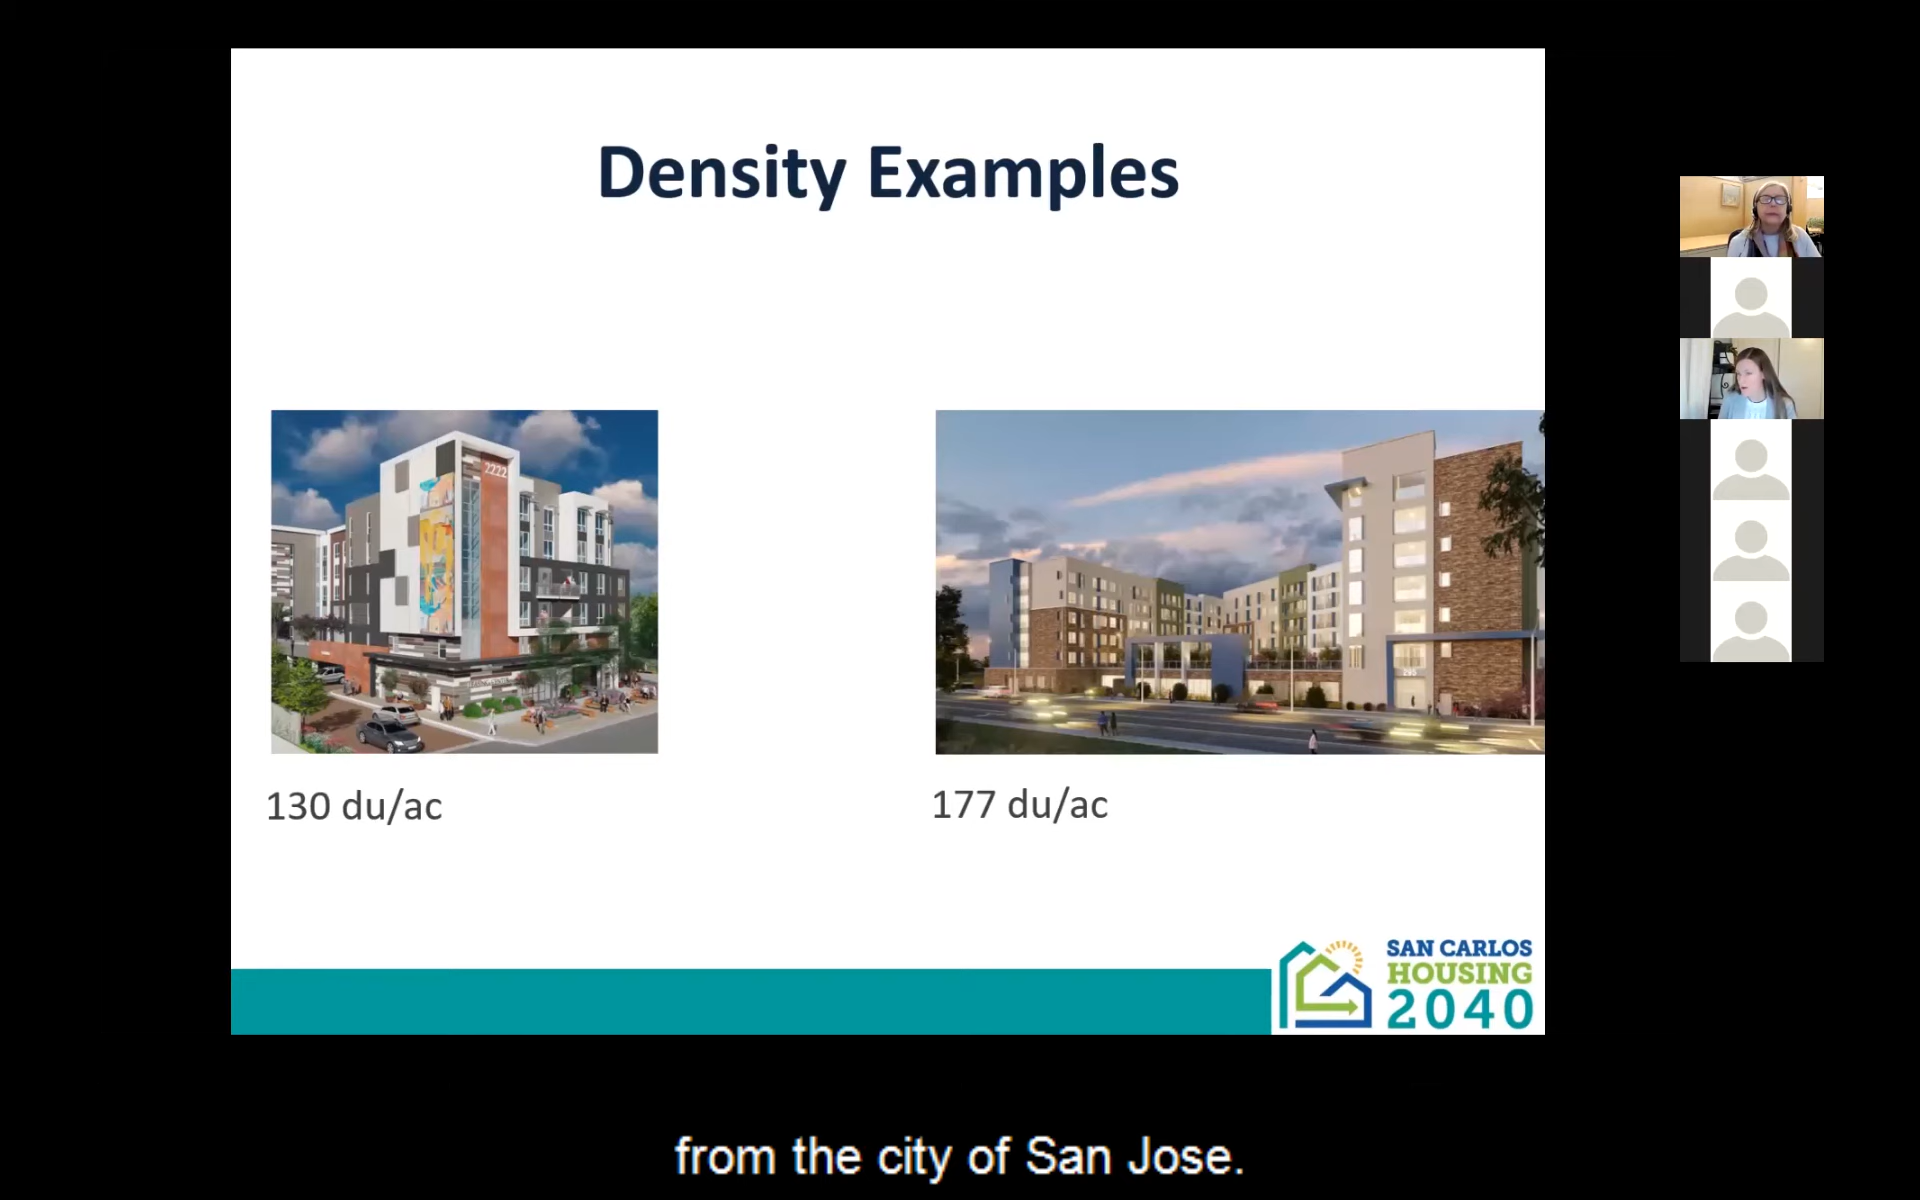 Density Examples
2222
130 du/ac
177 du/ac
SAN CARLOS
HOUSING
2040
from the city of San Jose.